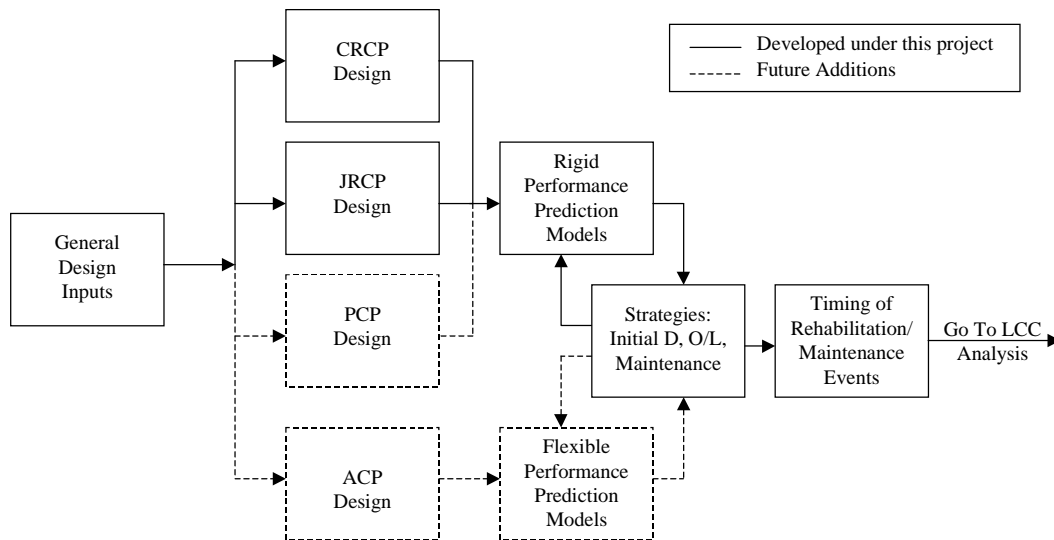 CRCP
Design
Developed under this project
Future Additions
JRCP
Design
Rigid
Performance
Prediction
Models
General
Design
Inputs
PCP
Design
Strategies:
Initial D, O/L,
Maintenance
Timing of
Rehabilitation/
Maintenance
Events
Go To LCC
Analysis
ACP
Design
Flexible
Performance
Prediction
Models